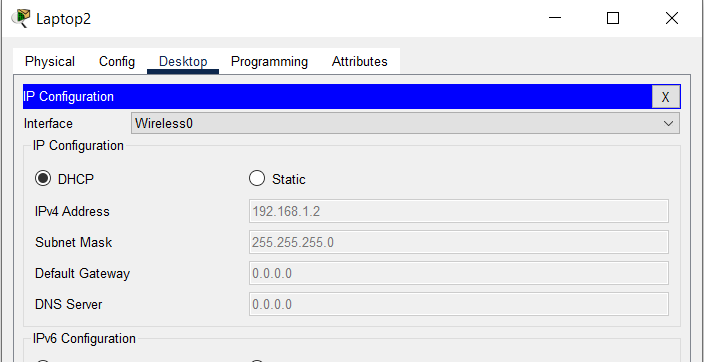 Laptop2
Physical Config Desktop Programming Attributes
IP Configuration X
Interface Wireless0
IP Configuration
DHCP Static
IPv4 Address 192.168.1.2
Subnet Mask 255.255.255.0
Default Gateway 0.0.0.0
DNS Server 0.0.0.0
IPv6 Configuration